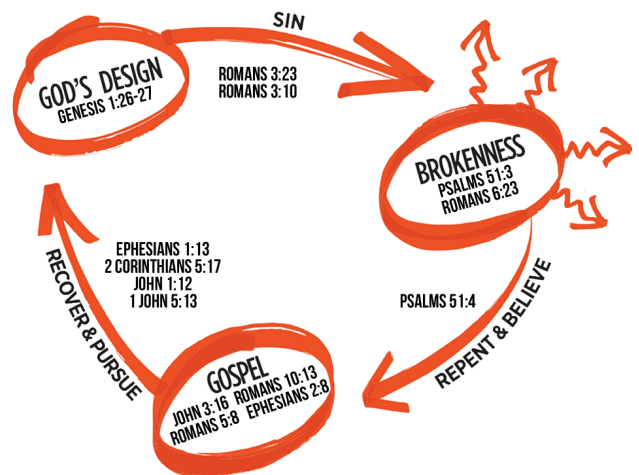 SIN
ROMANS 3:23
ROMANS 3:10
GOD'S DESIGN
GENESIS 1:26-27
BROKENNESS
PSALMS 51:3
ROMANS 6:23
PSALMS 51:4
REPENT & BELIEVE
GOSPEL
JOHN 3:16 ROMANS 10:13
ROMANS 5:8 EPHESIANS 2:8
RECOVER & PURSUE
EPHESIANS 1:13
2 CORINTHIANS 5:17
JOHN 1:12
1 JOHN 5:13